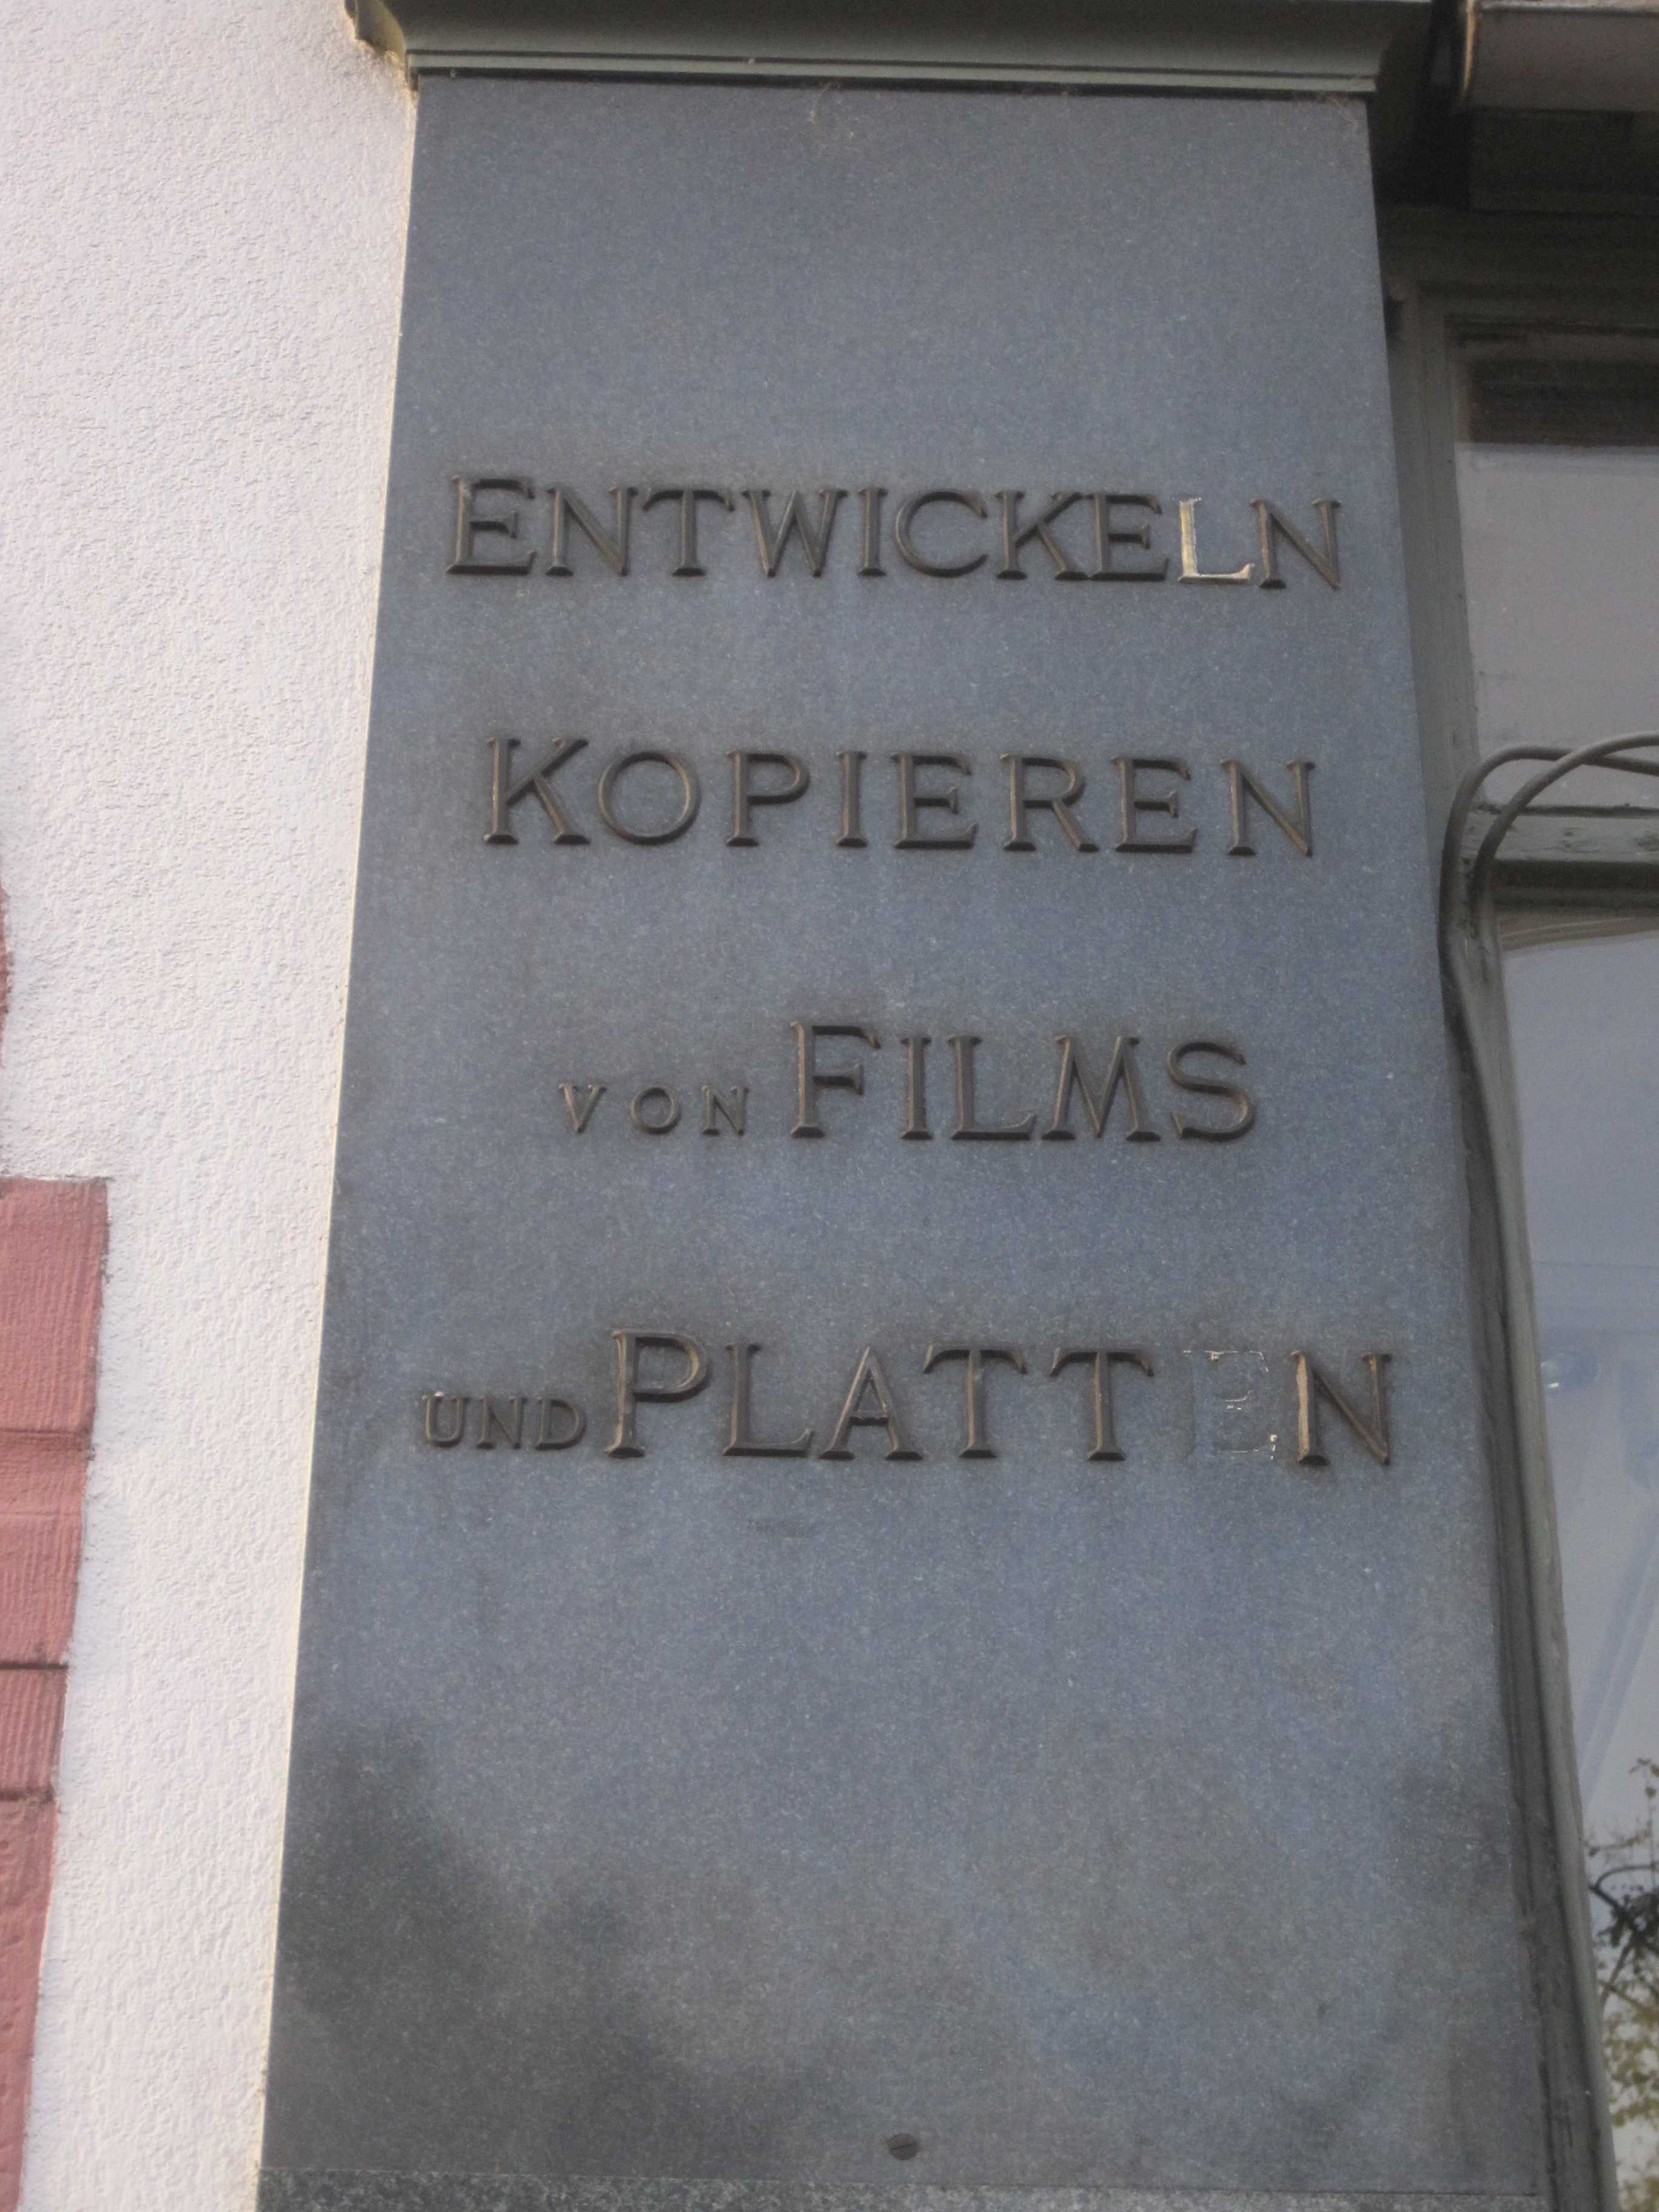 ENTWICKELN
KOPIEREN
VON FILMS
UND PLATTEN